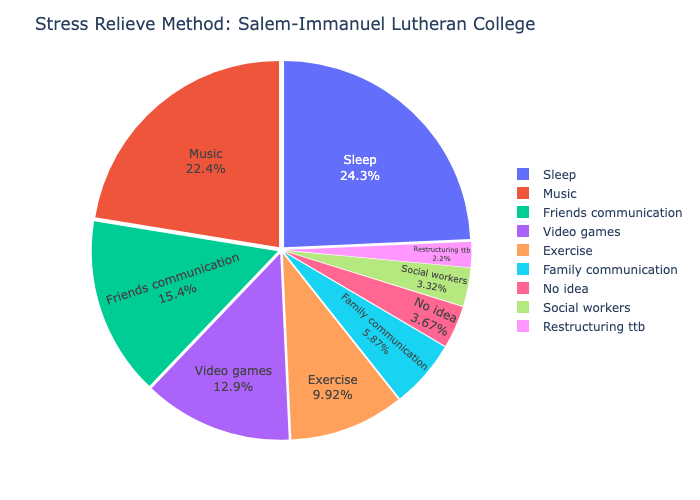 Stress Relieve Method: Salem-Immanuel Lutheran College
Sleep
24.3%
Music
22.4%
Friends communication
15.4%
Video games
12.9%
Exercise
9.92%
Family communication
5.87%
No idea
3.67%
Social workers
3.32%
Restructuring ttb
2.2%
Sleep
Music
Friends communication
Video games
Exercise
Family communication
No idea
Social workers
Restructuring ttb